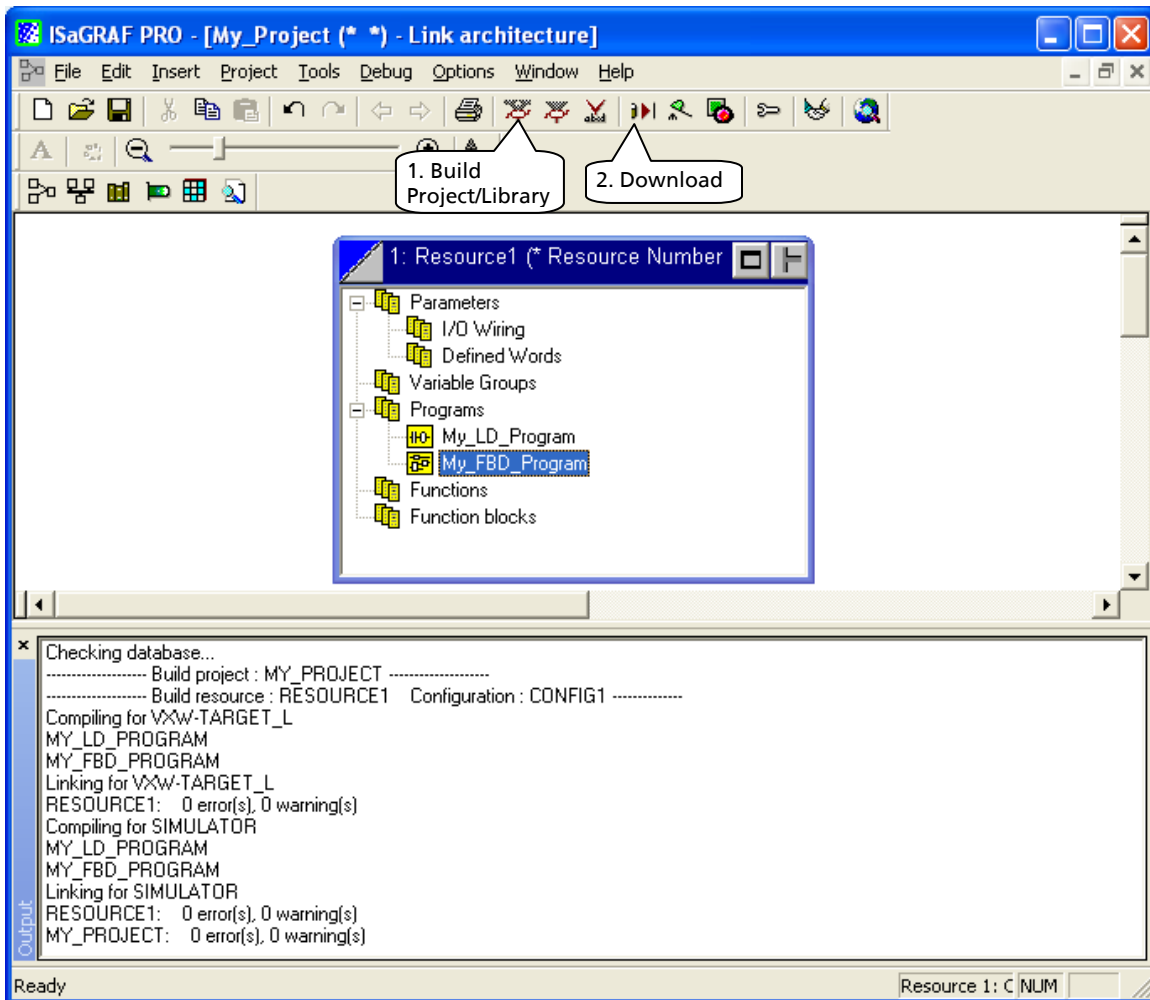 ISaGRAF PRO - [My_Project (* *) - Link architecture]
File Edit Insert Project Tools Debug Options Window Help
1. Build
Project/Library
2. Download
1: Resource1 (* Resource Number
Parameters
I/O Wiring
Defined Words
Variable Groups
Programs
My_LD_Program
My_FBD_Program
Functions
Function blocks
Checking database...
------------------- Build project : MY_PROJECT -------------------
------------------- Build resource : RESOURCE1 Configuration : CONFIG1 -------------
Compiling for VXW-TARGET_L
MY_LD_PROGRAM
MY_FBD_PROGRAM
Linking for VXW-TARGET_L
RESOURCE1: 0 error(s), 0 warning(s)
Compiling for SIMULATOR
MY_LD_PROGRAM
MY_FBD_PROGRAM
Linking for SIMULATOR
RESOURCE1: 0 error(s), 0 warning(s)
MY_PROJECT: 0 error(s), 0 warning(s)
Output
Ready
Resource 1: C NUM